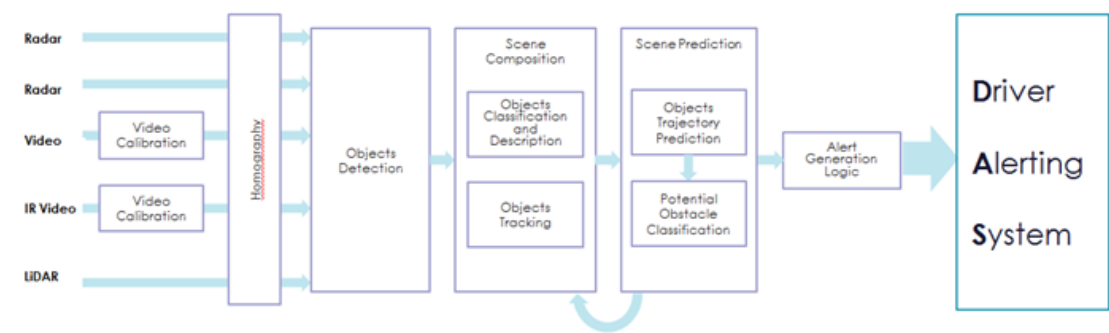 Radar
Radar
Video
IR Video
LiDAR
Video
Calibration
Video
Calibration
Homography
Objects
Detection
Scene
Composition
Objects
Classification
and
Description
Objects
Tracking
Scene Prediction
Objects
Trajectory
Prediction
Potential
Obstacle
Classification
Alert
Generation
Logic
Driver
Alerting
System